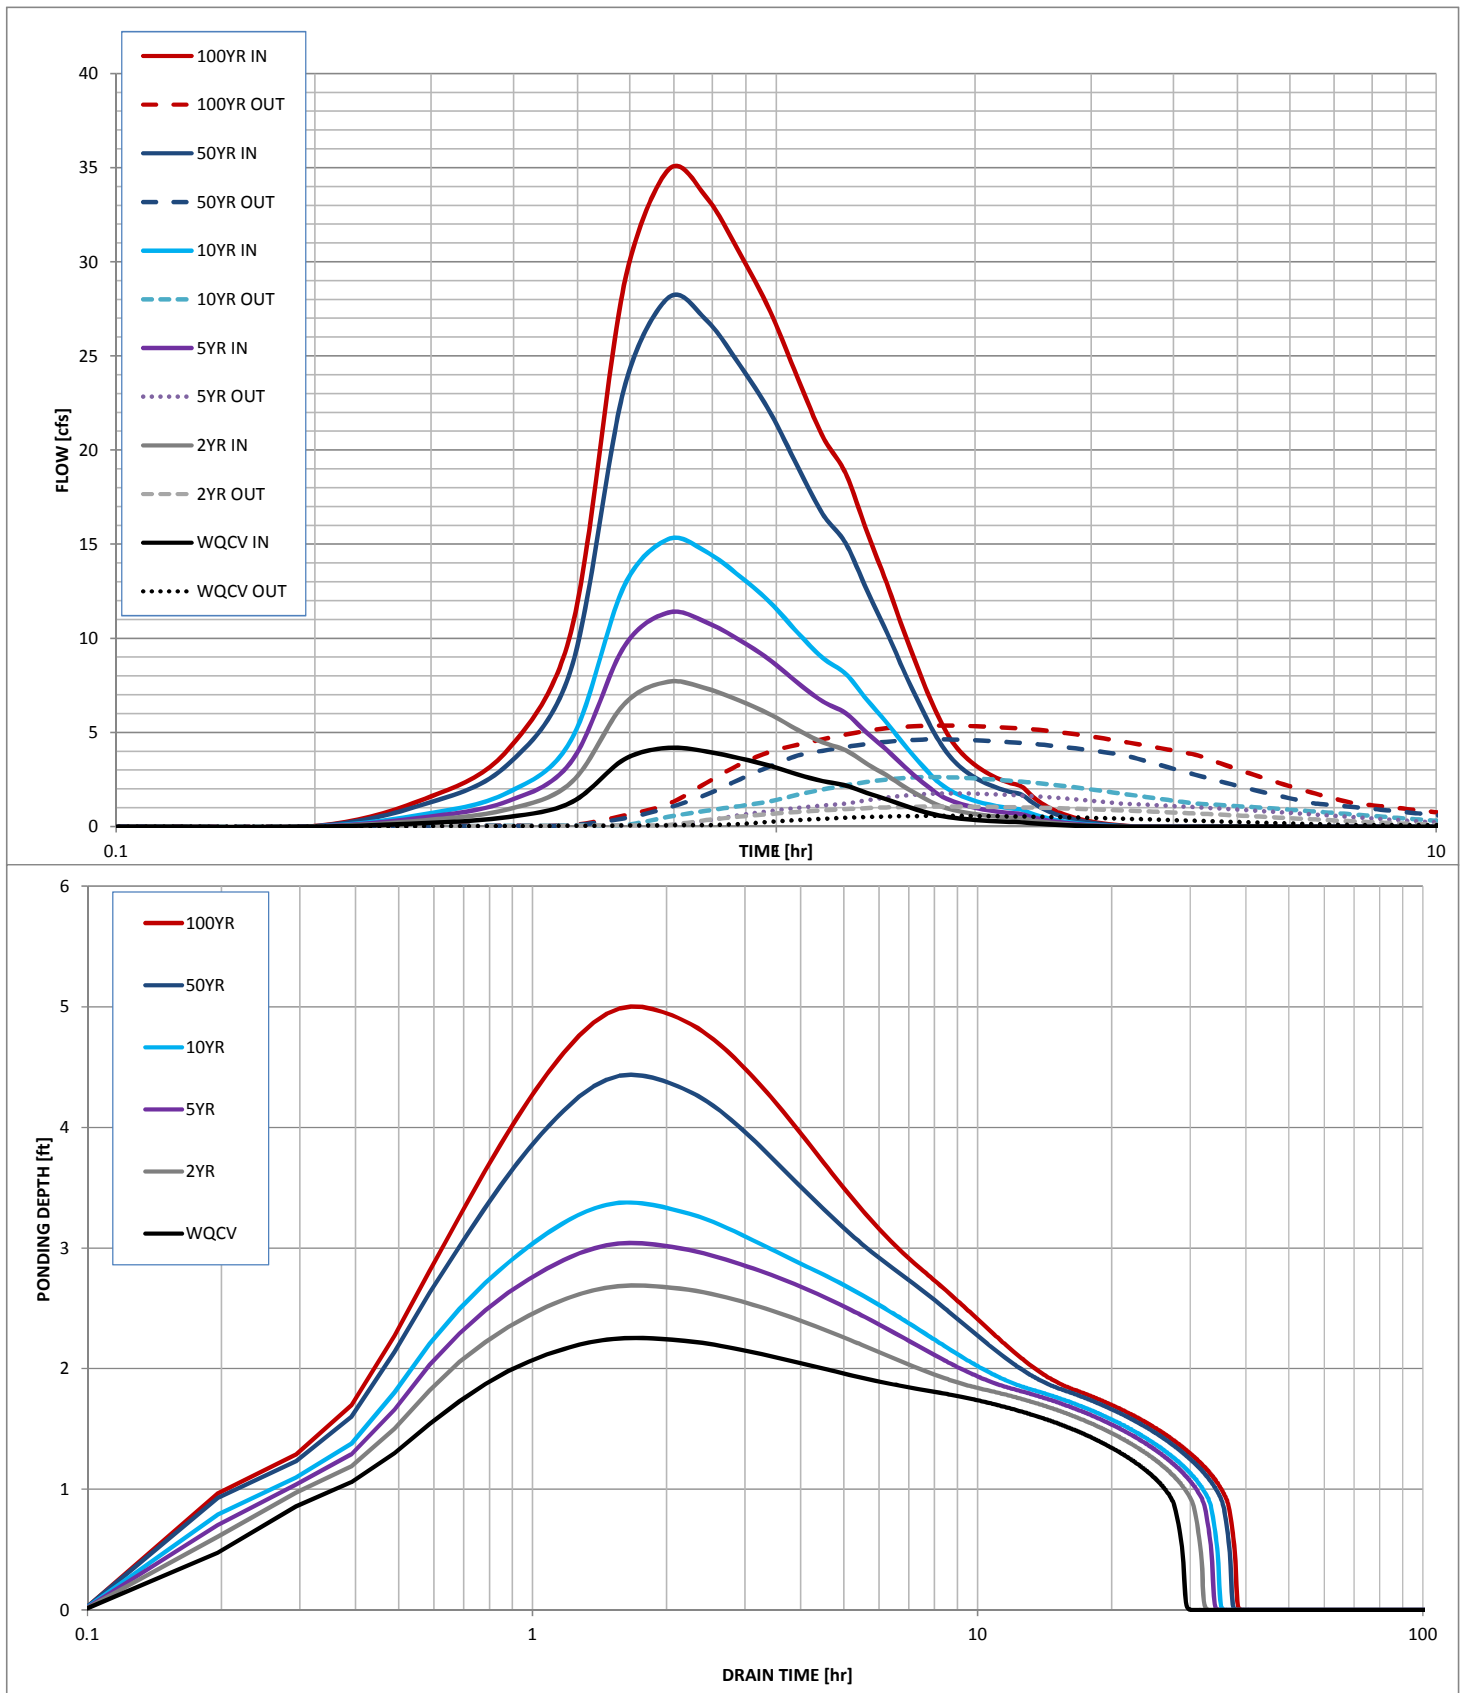 100YR IN
100YR OUT
50YR IN
50YR OUT
10YR IN
10YR OUT
5YR IN
5YR OUT
2YR IN
2YR OUT
WQCV IN
WQCV OUT
40
35
30
25
20
15
10
5
0
FLOW [cfs]
0.1
1
10
TIME [hr]
100YR
50YR
10YR
5YR
2YR
WQCV
6
5
4
3
2
1
0
PONDING DEPTH [ft]
0.1
1
10
100
DRAIN TIME [hr]